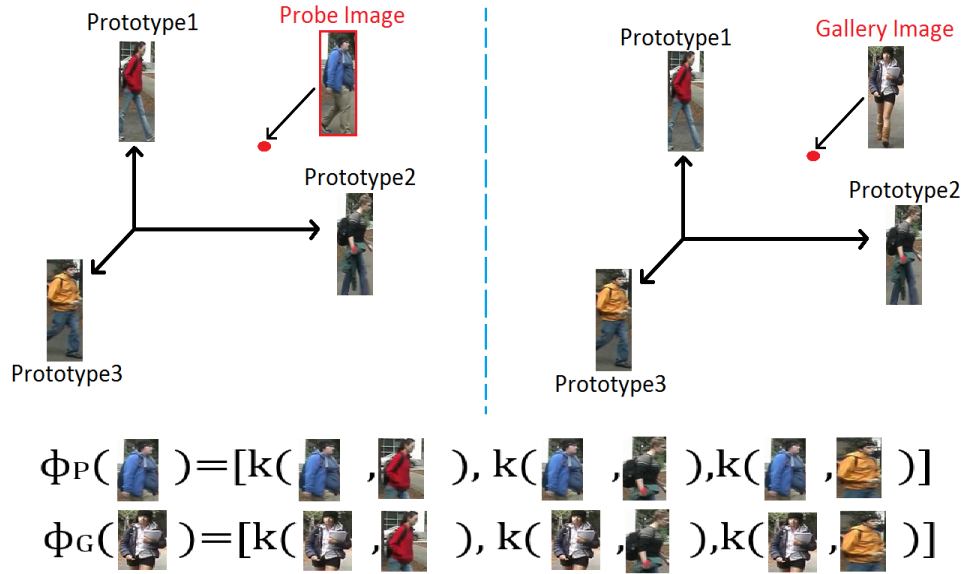 Prototype1
Probe Image
Prototype2
Prototype3
Prototype1
Gallery Image
Prototype2
Prototype3
ϕP( )=[k( , ), k( , ),k( , )]
ϕG( )=[k( , ), k( , ),k( , )]